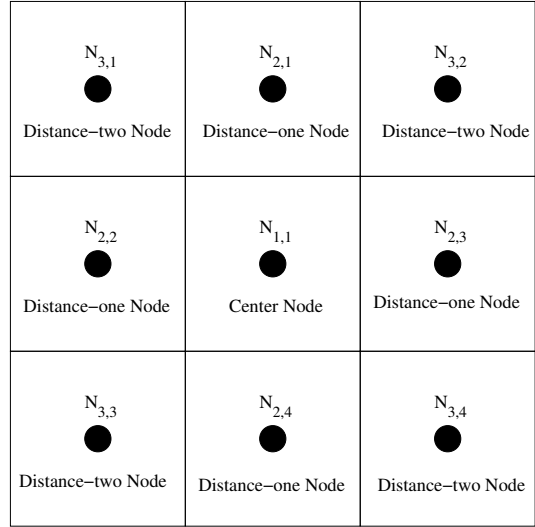 N3,1 N2,1 N3,2
Distance−two Node Distance−one Node Distance−two Node
N2,2 N1,1 N2,3
Distance−one Node Center Node Distance−one Node
N3,3 N2,4 N3,4
Distance−two Node Distance−one Node Distance−two Node